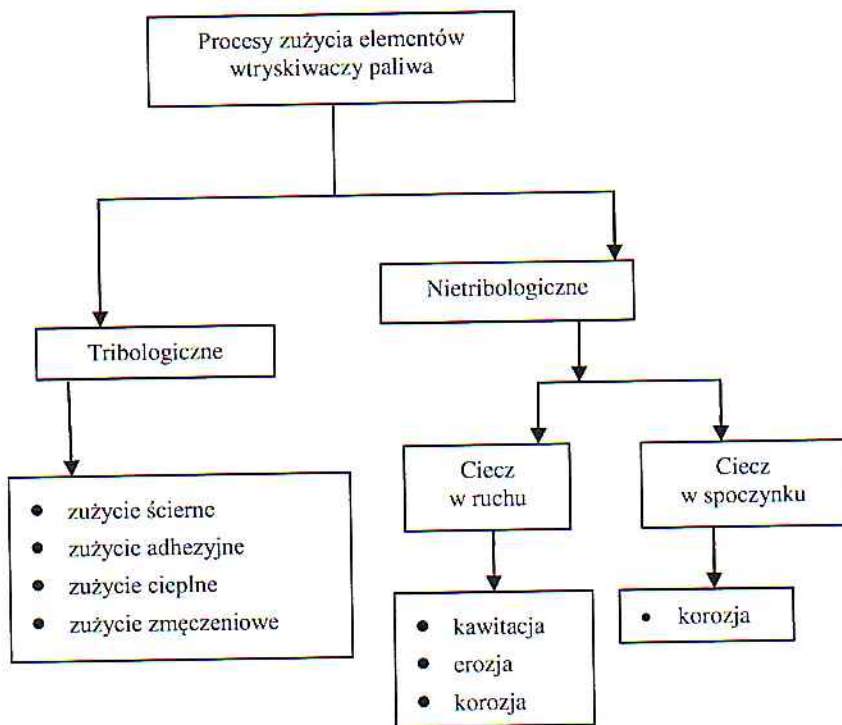 Procesy zużycia elementów
wtryskiwaczy paliwa
Nietribologiczne
Tribologiczne
Ciecz
w ruchu
Ciecz
w spoczynku
• zużycie ścierne
• zużycie adhezyjne
• zużycie cieplne
• zużycie zmęczeniowe
• kawitacja
• erozja
• korozja
• korozja